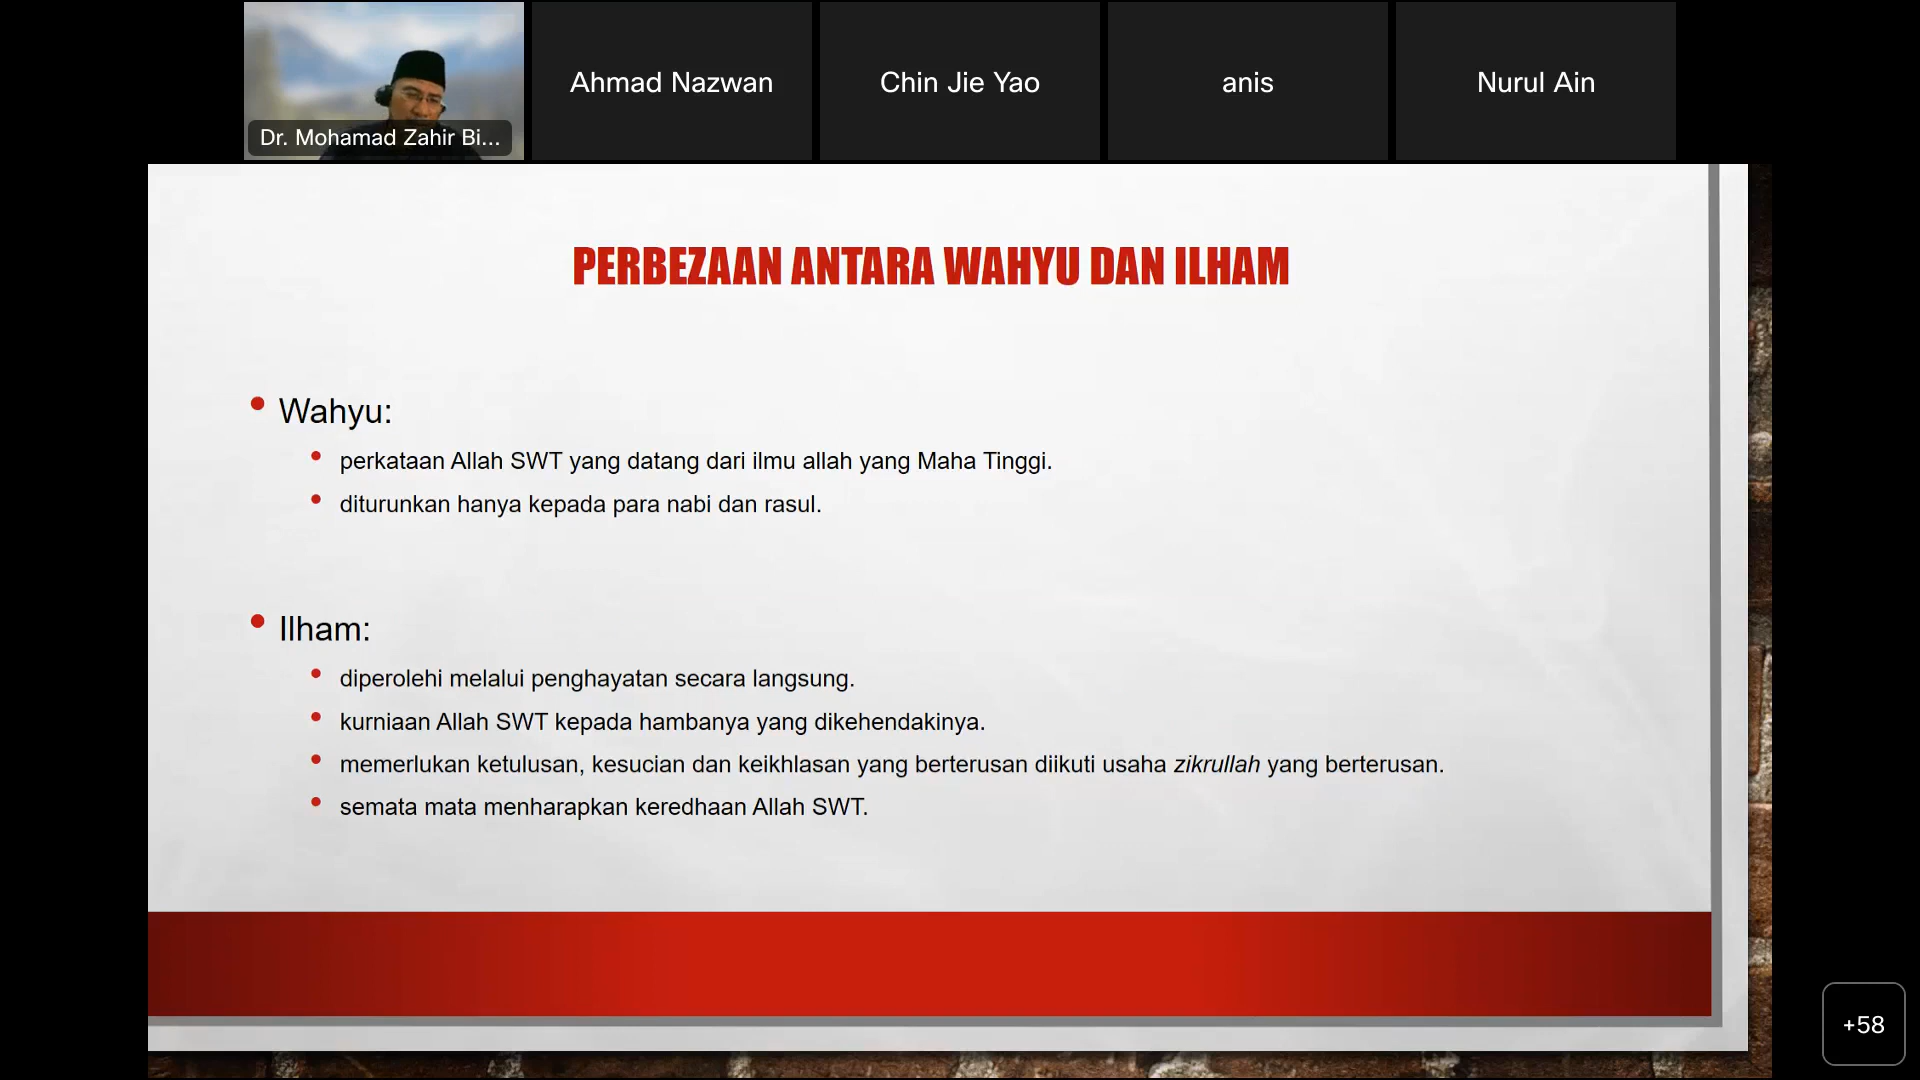 Dr. Mohamad Zahir Bi...
Ahmad Nazwan
Chin Jie Yao
anis
Nurul Ain
PERBEZAAN ANTARA WAHYU DAN ILHAM
Wahyu:
perkataan Allah SWT yang datang dari ilmu allah yang Maha Tinggi.
diturunkan hanya kepada para nabi dan rasul.
Ilham:
diperolehi melalui penghayatan secara langsung.
kurniaan Allah SWT kepada hambanya yang dikehendakinya.
memerlukan ketulusan, kesucian dan keikhlasan yang berterusan diikuti usaha zikrullah yang berterusan.
semata mata menharapkan keredhaan Allah SWT.
+58